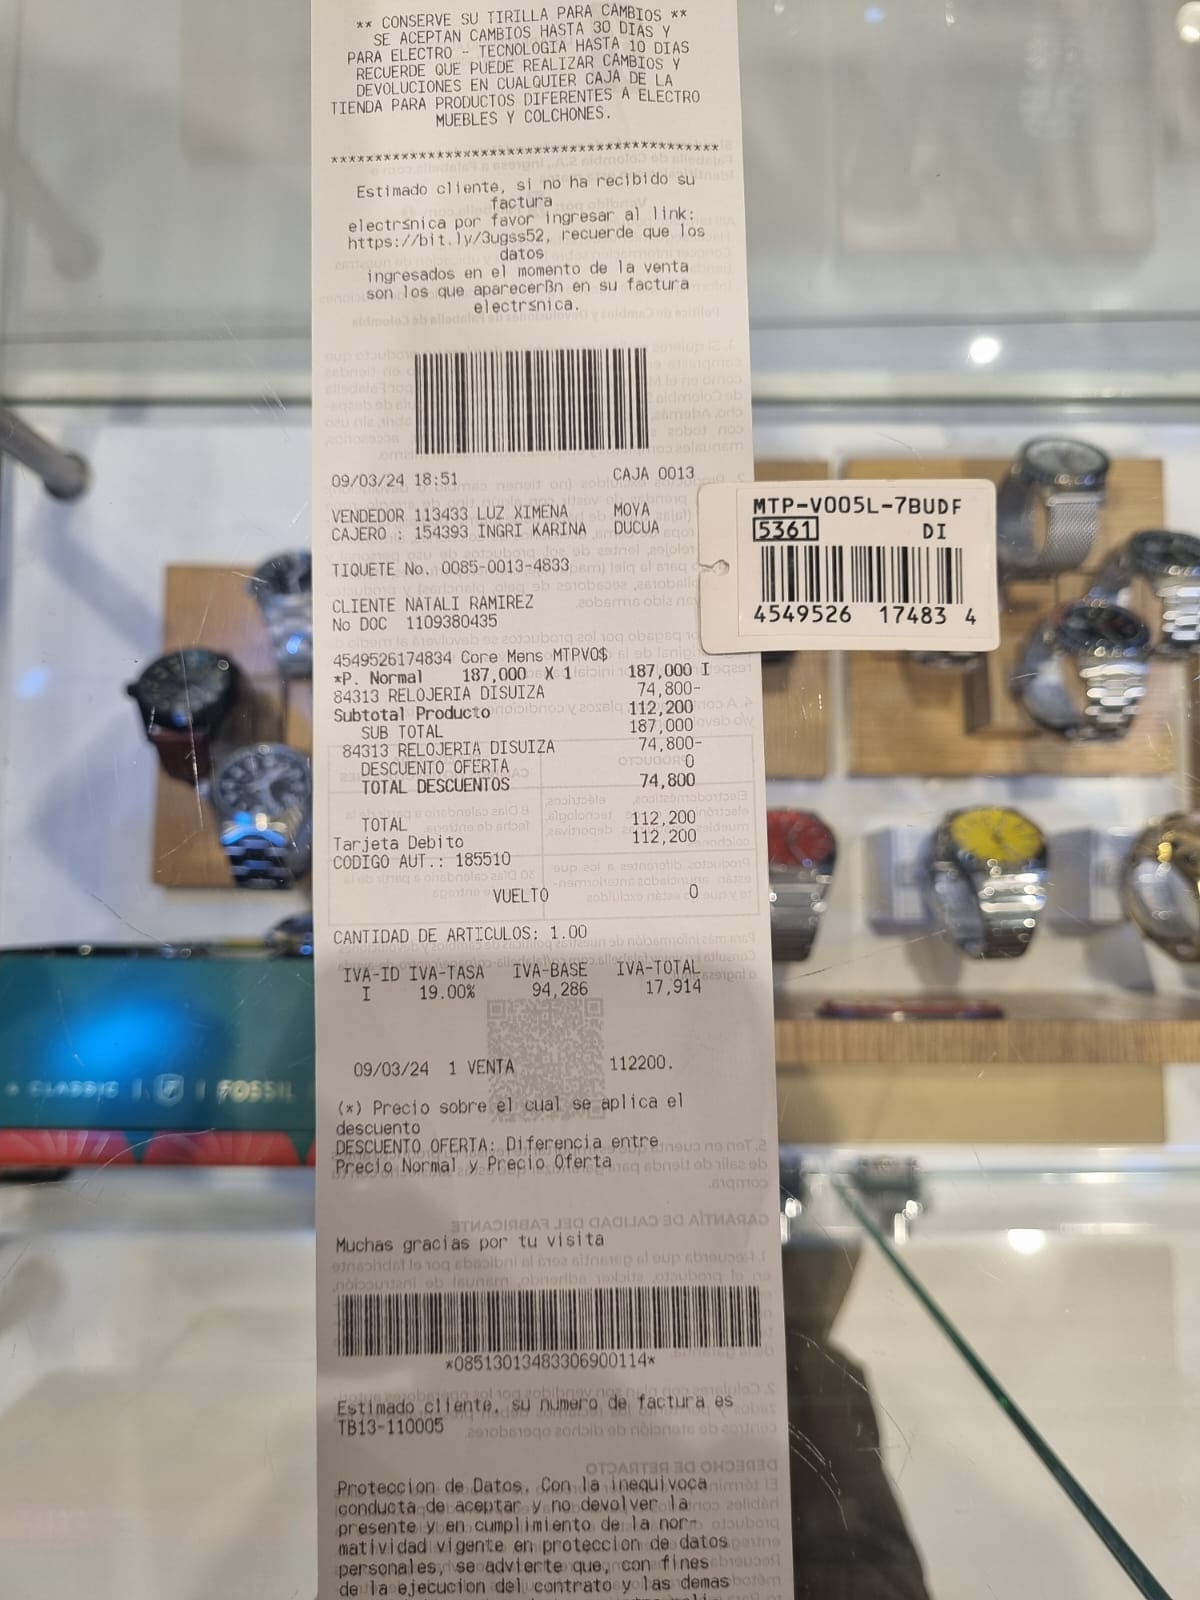 ** CONSERVE SU TIRILLA PARA CAMBIOS **
SE ACEPTAN CAMBIOS HASTA 30 DIAS Y
PARA ELECTRO - TECNOLOGIA HASTA 10 DIAS
RECUERDE QUE PUEDE REALIZAR CAMBIOS Y
DEVOLUCIONES EN CUALQUIER CAJA DE LA
TIENDA PARA PRODUCTOS DIFERENTES A ELECTRO
MUEBLES Y COLCHONES.
******************************************
Estimado cliente, si no ha recibido su
factura
electr≤nica por favor ingresar al link:
https://bit.ly/3ugss52, recuerde que los
datos
ingresados en el momento de la venta
son los que aparecerßn en su factura
electr≤nica.
09/03/24 18:51 CAJA 0013
VENDEDOR 113433 LUZ XIMENA MOYA
CAJERO : 154393 INGRI KARINA DUCUA
TIQUETE No. 0085-0013-4833
CLIENTE NATALI RAMIREZ
No DOC 1109380435
4549526174834 Core Mens MTPVO$
*P. Normal 187,000 X 1 187,000 I
84313 RELOJERIA DISUIZA 74,800-
Subtotal Producto 112,200
SUB TOTAL 187,000
84313 RELOJERIA DISUIZA 74,800-
DESCUENTO OFERTA 0
TOTAL DESCUENTOS 74,800
TOTAL 112,200
Tarjeta Debito 112,200
CODIGO AUT.: 185510
VUELTO 0
CANTIDAD DE ARTICULOS: 1.00
IVA-ID IVA-TASA IVA-BASE IVA-TOTAL
I 19.00% 94,286 17,914
09/03/24 1 VENTA 112200.
(*) Precio sobre el cual se aplica el
descuento
DESCUENTO OFERTA: Diferencia entre
Precio Normal y Precio Oferta
Muchas gracias por tu visita
*08513013483306900114*
Estimado cliente, su numero de factura es
TB13-110005
Proteccion de Datos. Con la inequivoca
conducta de aceptar y no devolver la
presente y en cumplimiento de la nor-
matividad vigente en proteccion de datos
personales, se advierte que, con fines
de la ejecucion del contrato y las demas
MTP-V005L-7BUDF
5361 DI
4549526 17483 4
CLASSIC FOSSIL